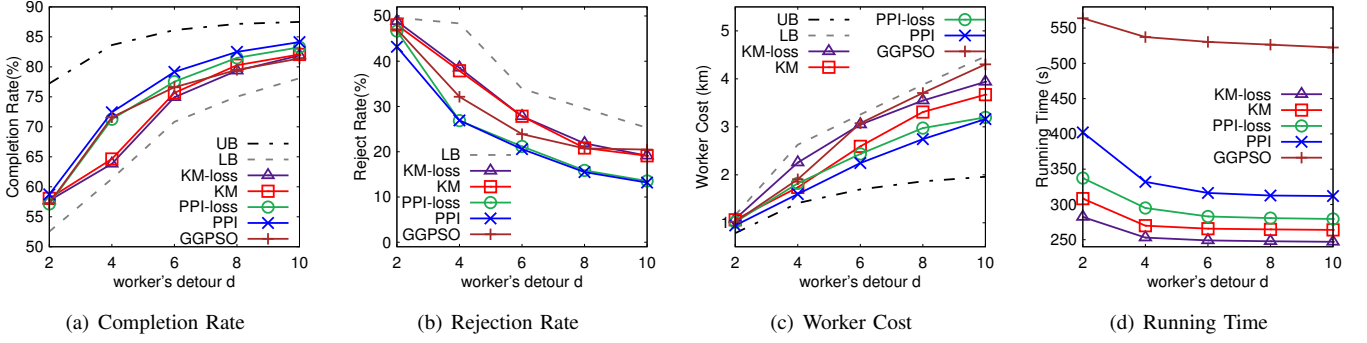 90
85
80
75
70
65
60
55
50
Completion Rate(%)
2 4 6 8 10
worker's detour d
UB
LB
KM-loss
KM
PPI-loss
PPI
GGPSO
(a) Completion Rate
50
40
30
20
10
0
Reject Rate(%)
2 4 6 8 10
worker's detour d
LB
KM-loss
KM
PPI-loss
PPI
GGPSO
(b) Rejection Rate
5
4
3
2
1
Worker Cost (km)
2 4 6 8 10
worker's detour d
UB
LB
KM-loss
KM
PPI-loss
PPI
GGPSO
(c) Worker Cost
550
500
450
400
350
300
250
Running Time (s)
2 4 6 8 10
worker's detour d
KM-loss
KM
PPI-loss
PPI
GGPSO
(d) Running Time